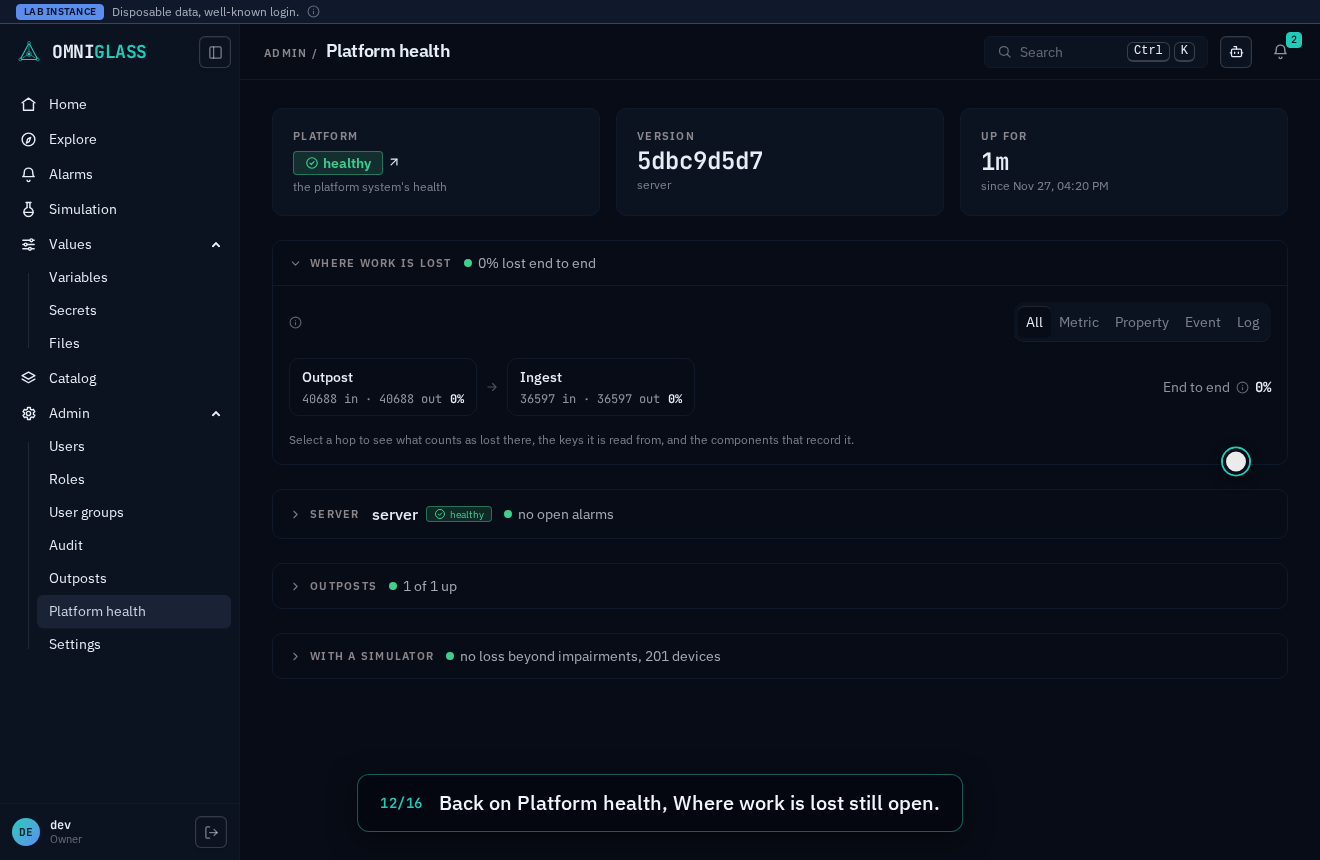 LAB INSTANCE Disposable data, well-known login.
OMNIGLASS
ADMIN / Platform health
Search Ctrl K
2
Home
Explore
Alarms
Simulation
Values
Variables
Secrets
Files
Catalog
Admin
Users
Roles
User groups
Audit
Outposts
Platform health
Settings
DE dev
Owner
PLATFORM
healthy
the platform system's health
VERSION
5dbc9d5d7
server
UP FOR
1m
since Nov 27, 04:20 PM
WHERE WORK IS LOST 0% lost end to end
All Metric Property Event Log
Outpost
40688 in · 40688 out 0%
Ingest
36597 in · 36597 out 0%
End to end 0%
Select a hop to see what counts as lost there, the keys it is read from, and the components that record it.
SERVER server healthy no open alarms
OUTPOSTS 1 of 1 up
WITH A SIMULATOR no loss beyond impairments, 201 devices
12/16 Back on Platform health, Where work is lost still open.